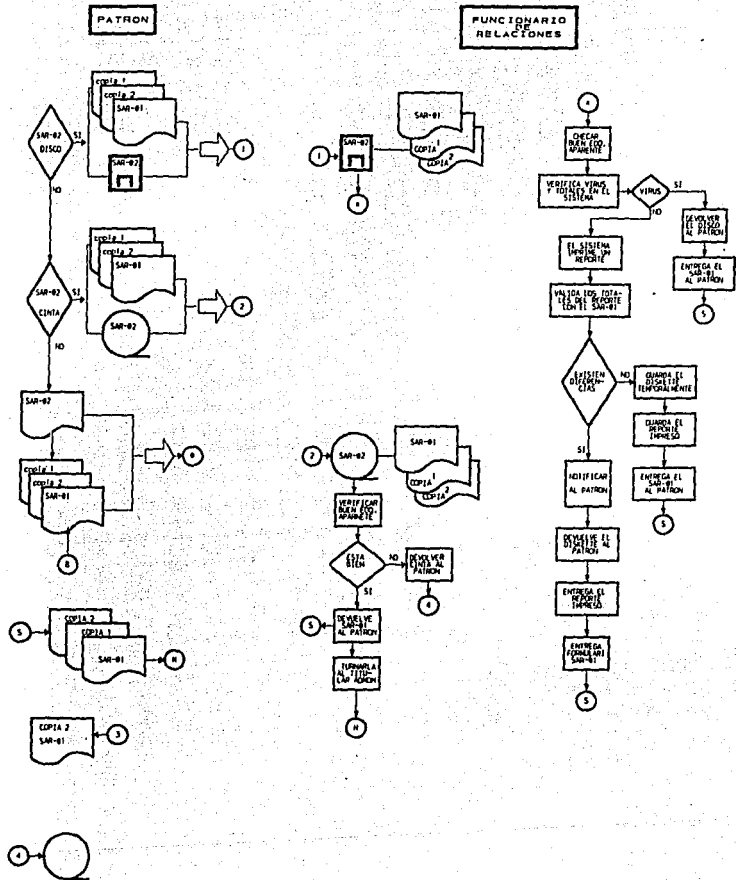 PATRON
FUNCIONARIO
DE
RELACIONES
copia 1
copia 2
SAR-01
SAR-02
DISCO
SI
SAR-02
1
NO
copia 1
copia 2
SAR-01
SAR-02
CINTA
SI
SAR-02
2
NO
SAR-02
copia 1
copia 2
SAR-01
8
5
COPIA 2
COPIA 1
SAR-01
COPIA 2
SAR-01
3
4
SAR-01
COPIA 1
COPIA 2
1
SAR-02
2
SAR-02
SAR-01
COPIA 1
COPIA 2
VERIFICAR
BUEN EDO.
APARNETE
ESTA
BIEN
NO
DEVOLVER
CINTA AL
PATRON
4
SI
5
DEVUELVE
SAR-01
AL PATRON
TURNARLA
AL TITU-
LAR ADMON
CHECAR
BUEN EDO.
APARENTE
VERIFICA VIRUS
Y TOTALES EN EL
SISTEMA
VIRUS
SI
NO
DEVOLVER
EL DISCO
AL PATRON
ENTREGA EL
SAR-01
AL PATRON
5
EL SISTEMA
IMPRIME UN
REPORTE
VALIDA LOS TOTA-
LES DEL REPORTE
CON EL SAR-01
EXISTEN
DIFEREN-
CIAS
NO
GUARDA EL
DISKETTE
TEMPORALMENTE
GUARDA EL
REPORTE
IMPRESO
ENTREGA EL
SAR-01
AL PATRON
5
SI
NOTIFICAR
AL PATRON
DEVUELVE EL
DISKETTE AL
PATRON
ENTREGA EL
REPORTE
IMPRESO
ENTREGA
FORMULARI
SAR-01
5